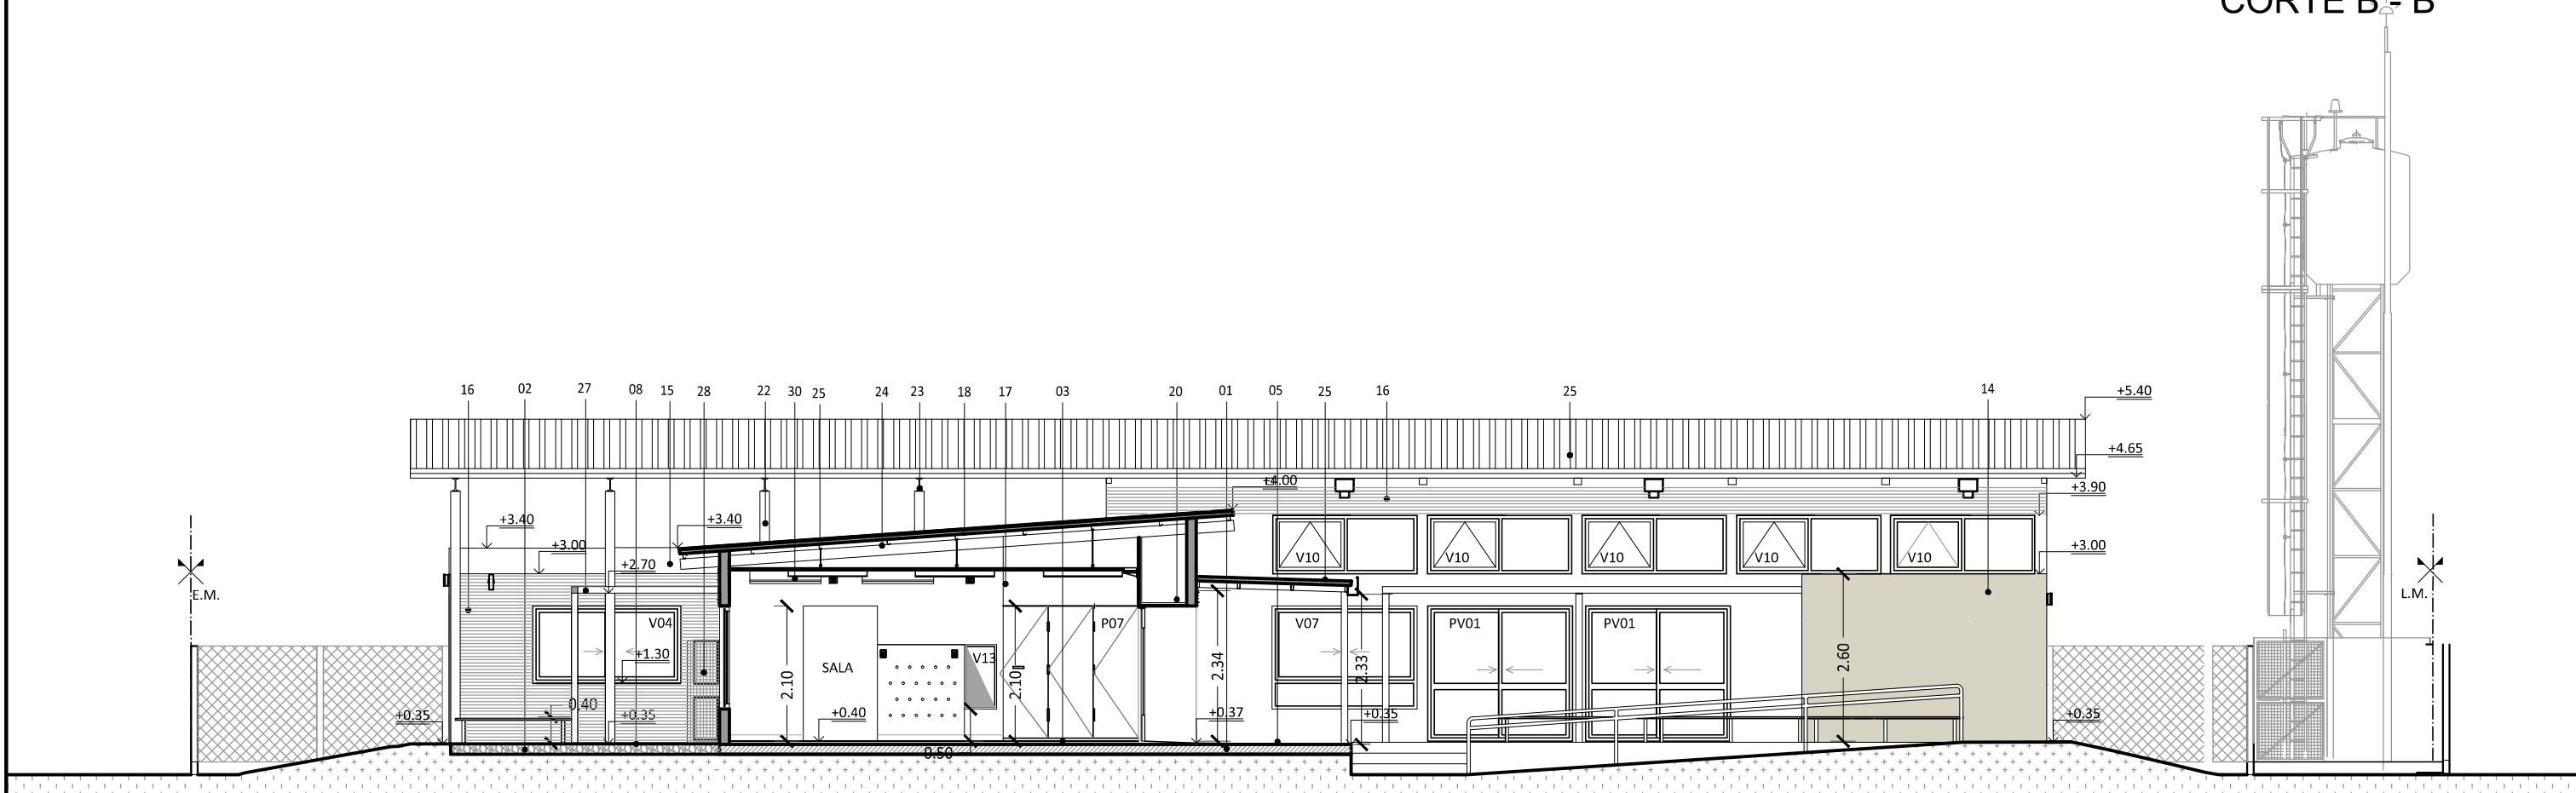 CORTE B - B
16 02 27 08 15 28 22 30 25 24 23 18 17 03 20 01 05 25 16 25 14
+5.40
+4.65
+4.00
+3.90
+3.40 +3.40
+3.00 +3.00
+2.70
V10 V10 V10 V10 V10
E.M. L.M.
V04 P07 V07 PV01 PV01
+1.30 SALA V13
2.10 2.10 2.34 2.33 2.60
0.40
+0.35 +0.35 +0.40 +0.37 +0.35 +0.35
0.50